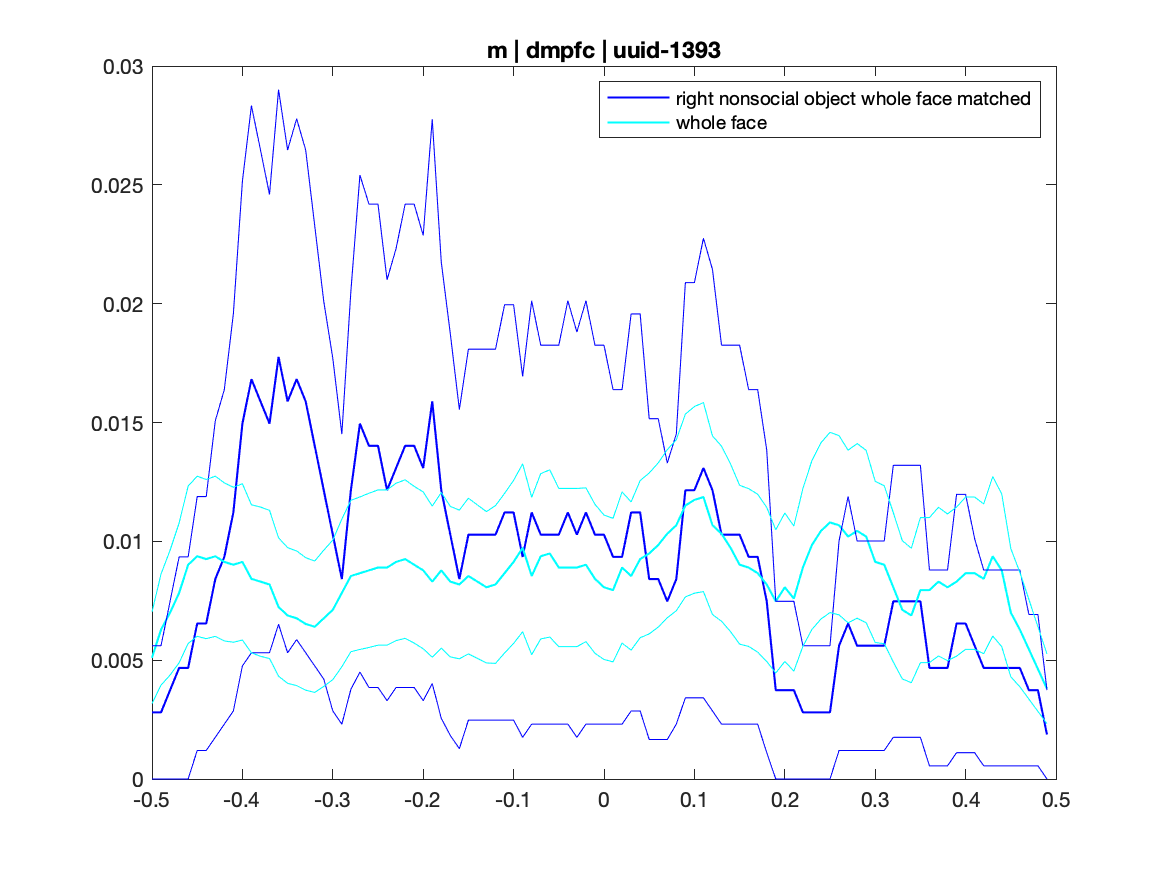 m | dmpfc | uuid-1393
right nonsocial object whole face matched
whole face
0.03
0.025
0.02
0.015
0.01
0.005
0
-0.5 -0.4 -0.3 -0.2 -0.1 0 0.1 0.2 0.3 0.4 0.5